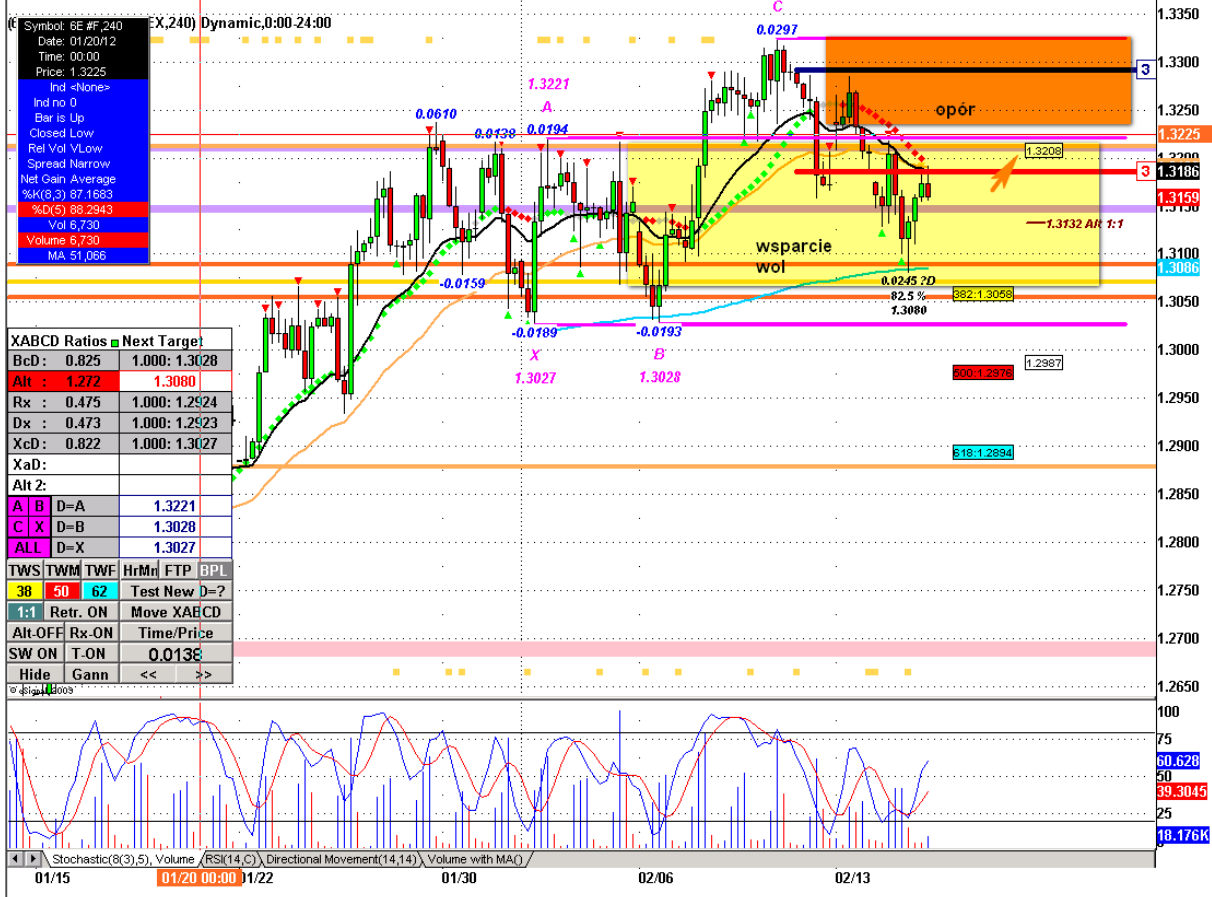 EX,240) Dynamic,0:00-24:00
Symbol: 6E #F,240
Date: 01/20/12
Time: 00:00
Price: 1.3225
Ind <None>
Ind no 0
Bar is Up
Closed Low
Rel Vol VLow
Spread Narrow
Net Gain Average
%K(8,3) 87.1683
%D(5) 88.2943
Vol 6,730
Volume 6,730
MA 51,066
C
0.0297
1.3221
A
0.0610
0.0138
0.0194
opór
1.3208
3
3
wsparcie
wol
1.3132 Alt 1:1
-0.0159
0.0245 ?D
82.5 %
1.3080
382:1.3058
-0.0189
-0.0193
X
B
1.3027
1.3028
1.2987
500:1.2976
618:1.2894
1.3350
1.3300
1.3250
1.3225
1.3186
1.3159
1.3100
1.3086
1.3050
1.3000
1.2950
1.2900
1.2850
1.2800
1.2750
1.2700
1.2650
XABCD Ratios Next Target
BcD: 0.825 1.000: 1.3028
Alt : 1.272 1.3080
Rx : 0.475 1.000: 1.2924
Dx : 0.473 1.000: 1.2923
XcD: 0.822 1.000: 1.3027
XaD:
Alt 2:
A B D=A 1.3221
C X D=B 1.3028
ALL D=X 1.3027
TWS TWM TWF HrMn FTP BPL
38 50 62 Test New D=?
1:1 Retr. ON Move XABCD
Alt-OFF Rx-ON Time/Price
SW ON T-ON 0.0138
Hide Gann << >>
© eSignal, 2009
100
75
60.628
50
39.3045
25
18.176K
Stochastic(8(3),5), Volume RSI(14,C) Directional Movement(14,14) Volume with MA()
01/15 01/20 00:00 01/22 01/30 02/06 02/13